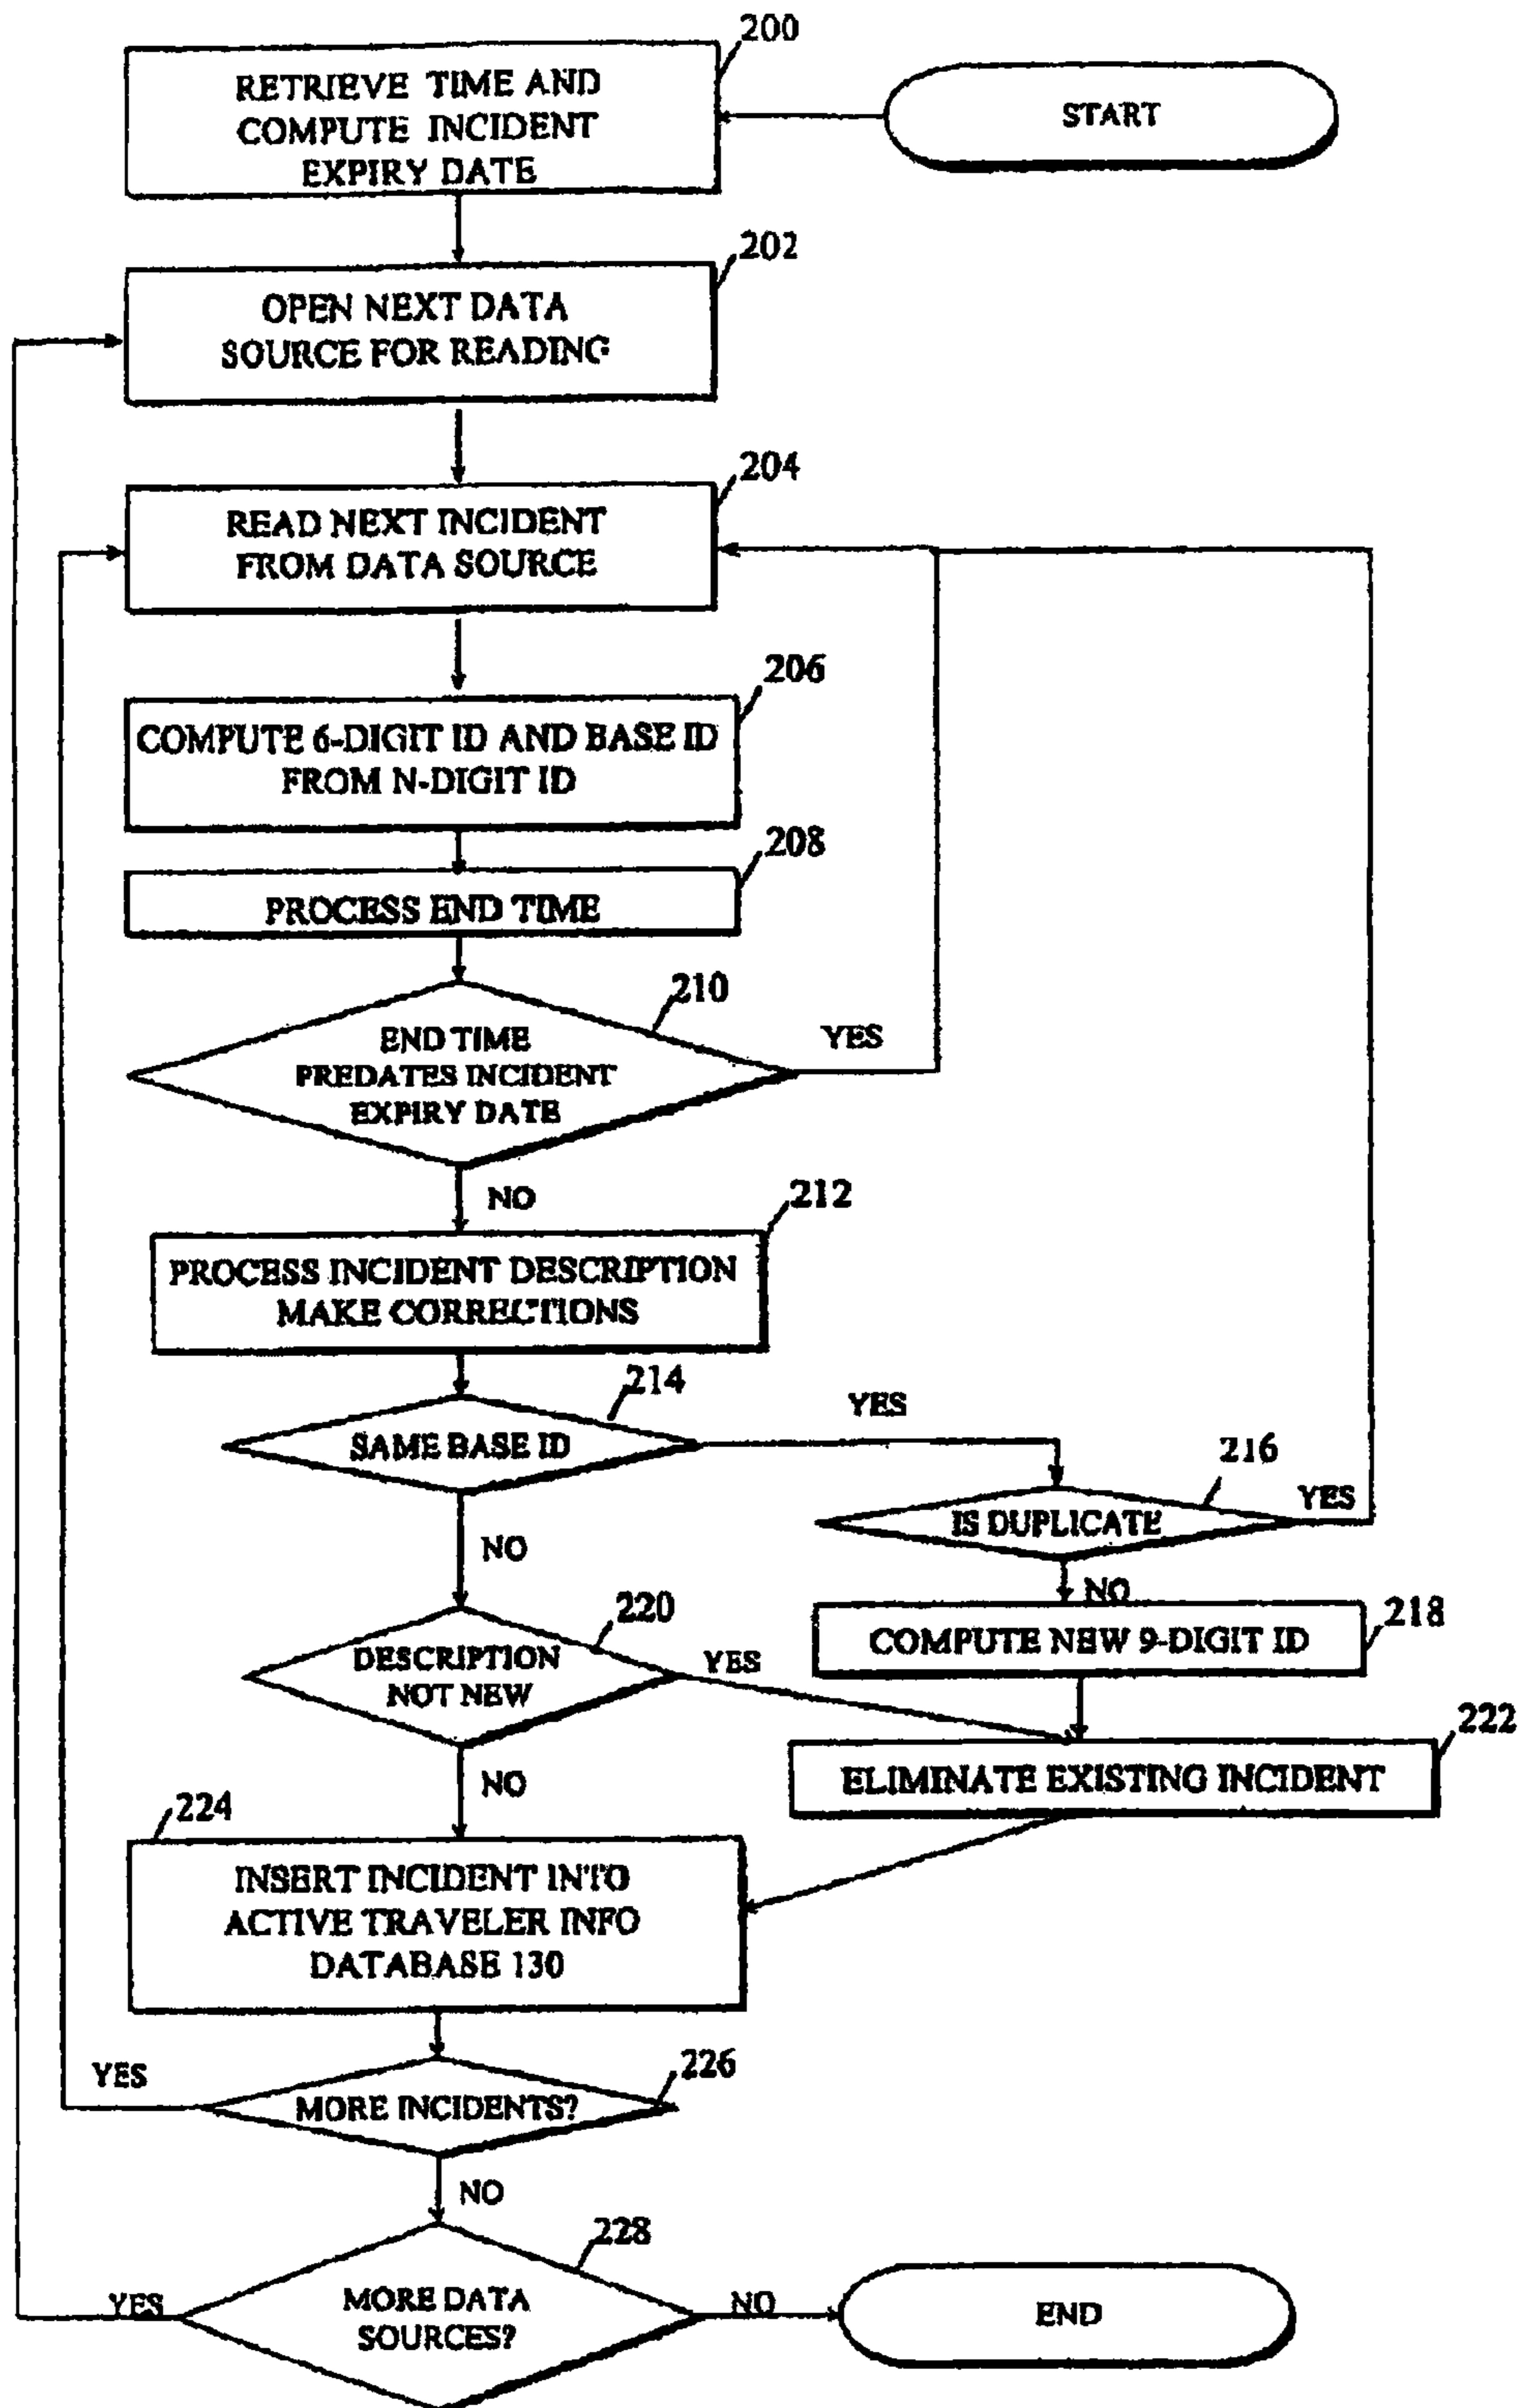 200
RETRIEVE TIME AND
COMPUTE INCIDENT
EXPIRY DATE
START
202
OPEN NEXT DATA
SOURCE FOR READING
204
READ NEXT INCIDENT
FROM DATA SOURCE
206
COMPUTE 6-DIGIT ID AND BASE ID
FROM N-DIGIT ID
208
PROCESS END TIME
210
END TIME
PREDATES INCIDENT
EXPIRY DATE
YES
NO
212
PROCESS INCIDENT DESCRIPTION
MAKE CORRECTIONS
214
SAME BASE ID
YES
216
IS DUPLICATE
YES
NO
NO
218
COMPUTE NEW 9-DIGIT ID
220
DESCRIPTION
NOT NEW
YES
222
ELIMINATE EXISTING INCIDENT
NO
224
INSERT INCIDENT INTO
ACTIVE TRAVELER INFO
DATABASE 130
226
MORE INCIDENTS?
YES
NO
228
MORE DATA
SOURCES?
YES
NO
END